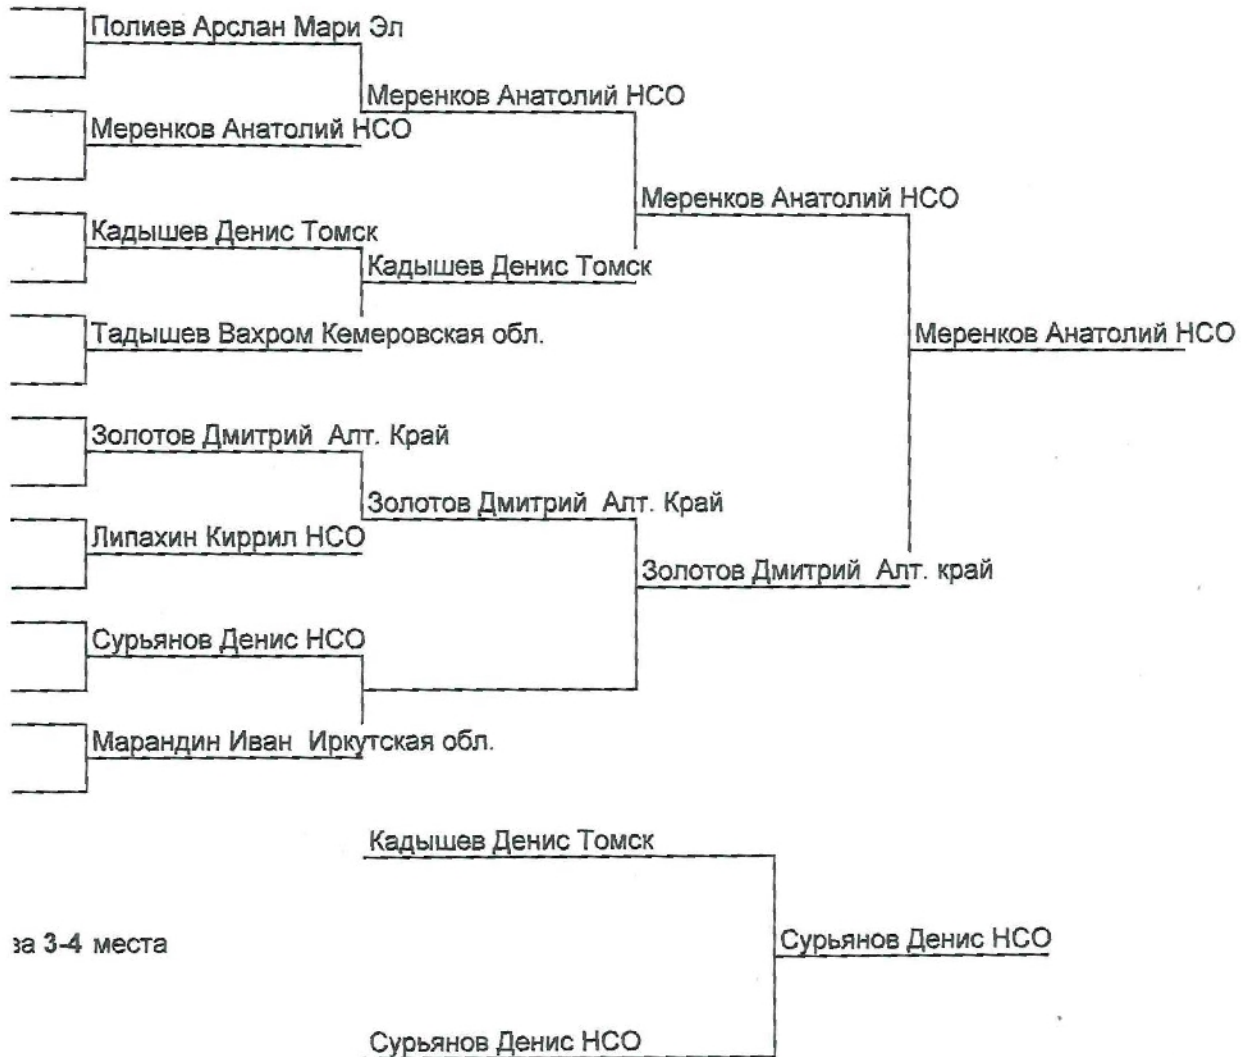 Полиев Арслан Мари Эл
Меренков Анатолий НСО
Меренков Анатолий НСО
Меренков Анатолий НСО
Кадышев Денис Томск
Кадышев Денис Томск
Тадышев Вахром Кемеровская обл.
Меренков Анатолий НСО
Золотов Дмитрий Алт. Край
Золотов Дмитрий Алт. Край
Липахин Киррил НСО
Золотов Дмитрий Алт. край
Сурьянов Денис НСО
Марандин Иван Иркутская обл.
Кадышев Денис Томск
за 3-4 места
Сурьянов Денис НСО
Сурьянов Денис НСО